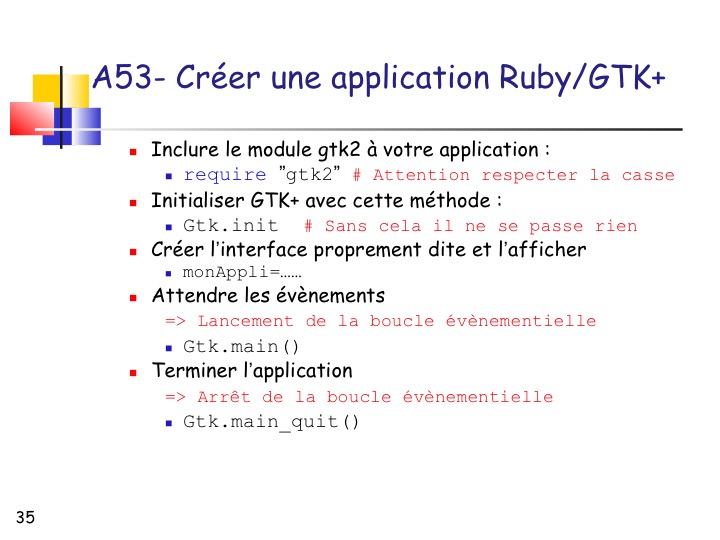 A53- Créer une application Ruby/GTK+
Inclure le module gtk2 à votre application :
require ”gtk2” # Attention respecter la casse
Initialiser GTK+ avec cette méthode :
Gtk.init # Sans cela il ne se passe rien
Créer l’interface proprement dite et l’afficher
monAppli=……
Attendre les évènements
=> Lancement de la boucle évènementielle
Gtk.main()
Terminer l’application
=> Arrêt de la boucle évènementielle
Gtk.main_quit()
35